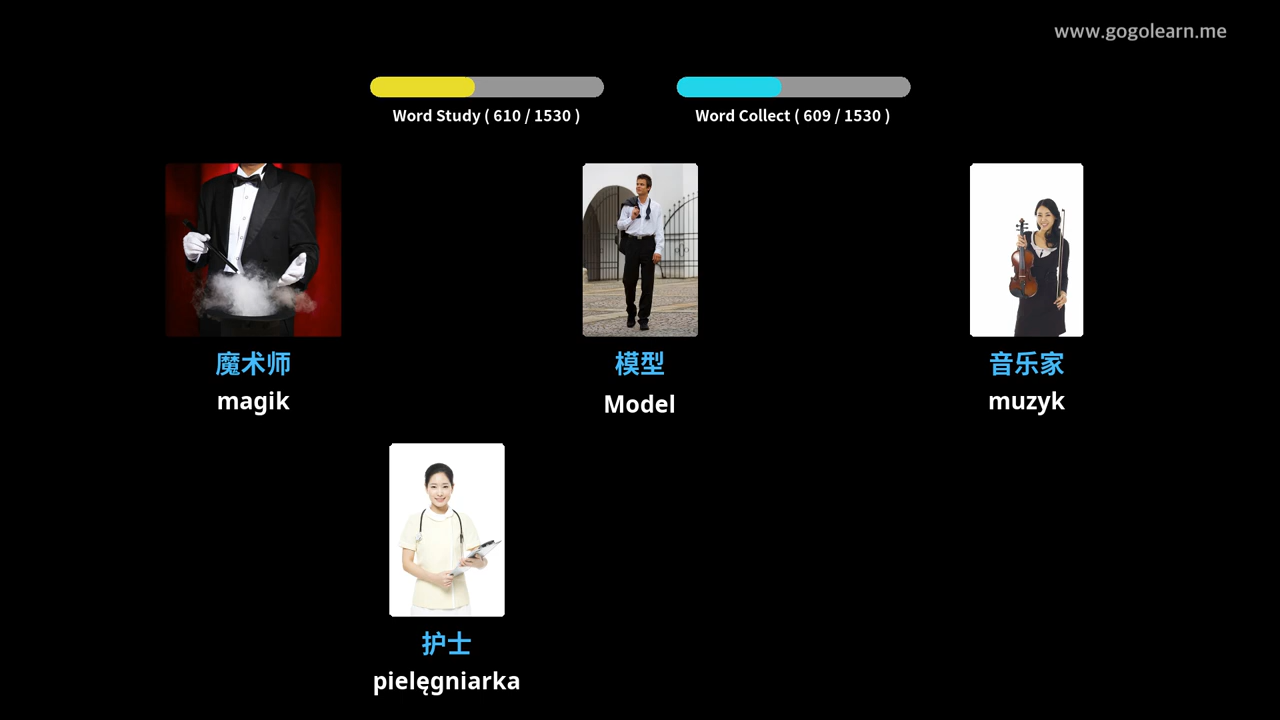 www.gogolearn.me
Word Study ( 610 / 1530 )
Word Collect ( 609 / 1530 )
魔术师
magik
模型
Model
音乐家
muzyk
护士
pielęgniarka